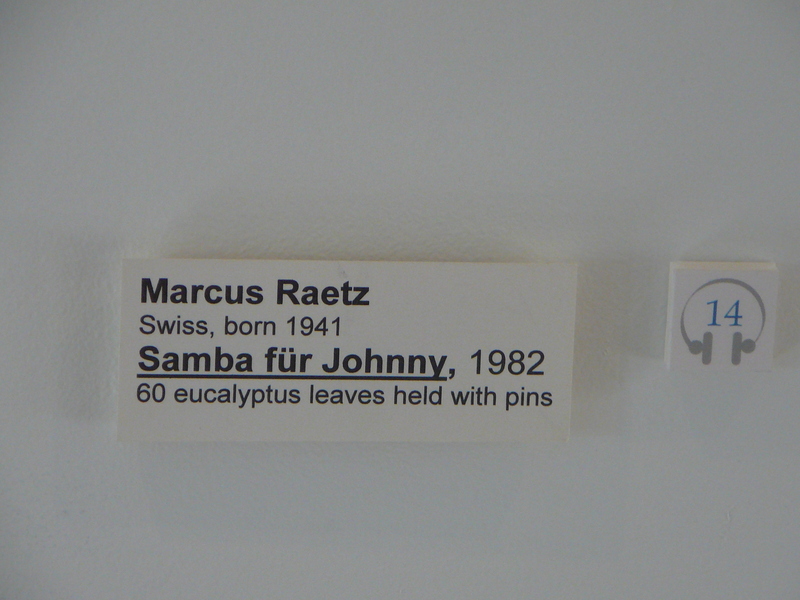 Marcus Raetz
Swiss, born 1941
Samba für Johnny, 1982
60 eucalyptus leaves held with pins
14